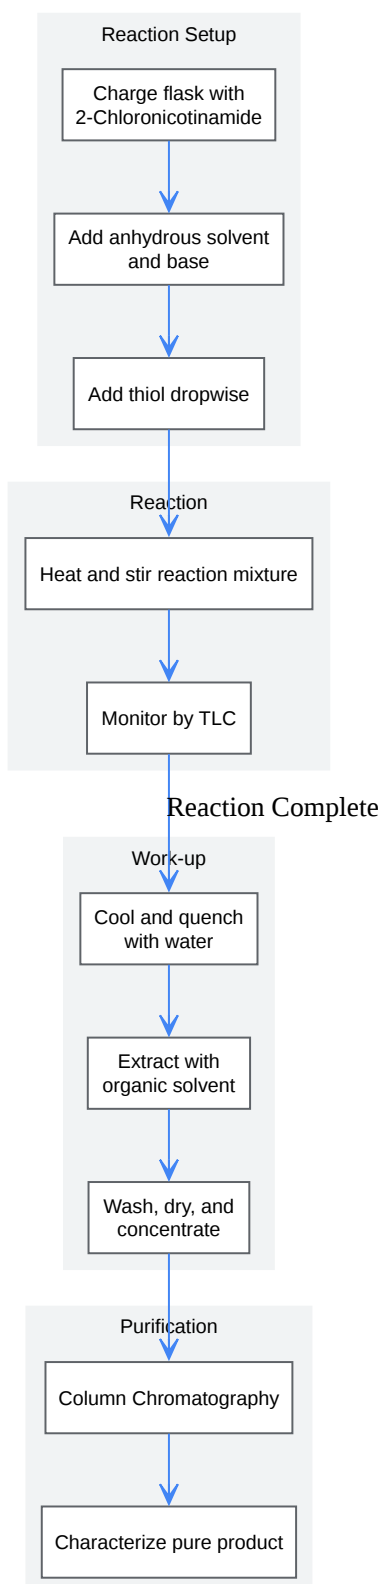 Reaction Setup
Charge flask with
2-Chloronicotinamide
Add anhydrous solvent
and base
Add thiol dropwise
Reaction
Heat and stir reaction mixture
Monitor by TLC
Reaction Complete
Work-up
Cool and quench
with water
Extract with
organic solvent
Wash, dry, and
concentrate
Purification
Column Chromatography
Characterize pure product